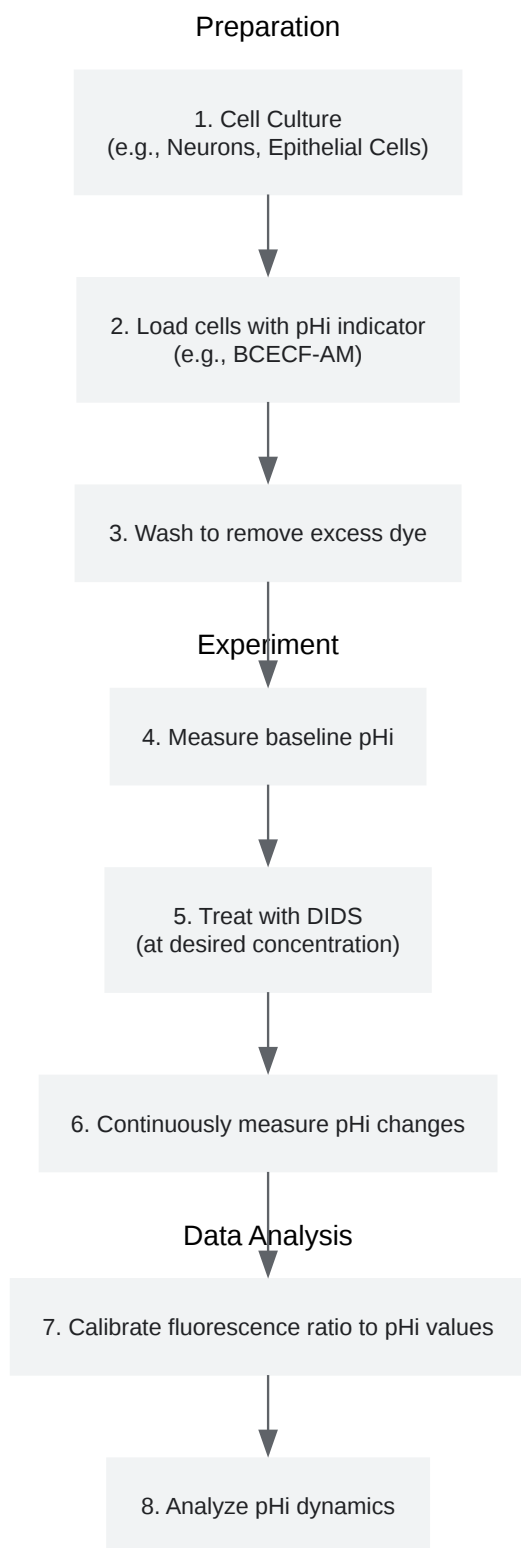 Preparation
1. Cell Culture
(e.g., Neurons, Epithelial Cells)
2. Load cells with pHi indicator
(e.g., BCECF-AM)
3. Wash to remove excess dye
Experiment
4. Measure baseline pHi
5. Treat with DIDS
(at desired concentration)
6. Continuously measure pHi changes
Data Analysis
7. Calibrate fluorescence ratio to pHi values
8. Analyze pHi dynamics